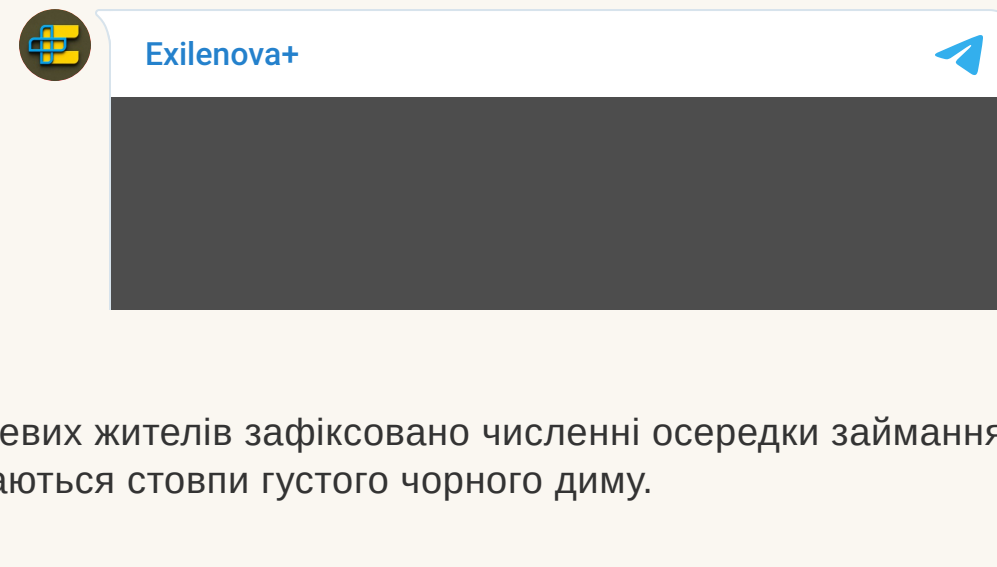 Exilenova+
евих жителів зафіксовано численні осередки займання
аються стовпи густого чорного диму.